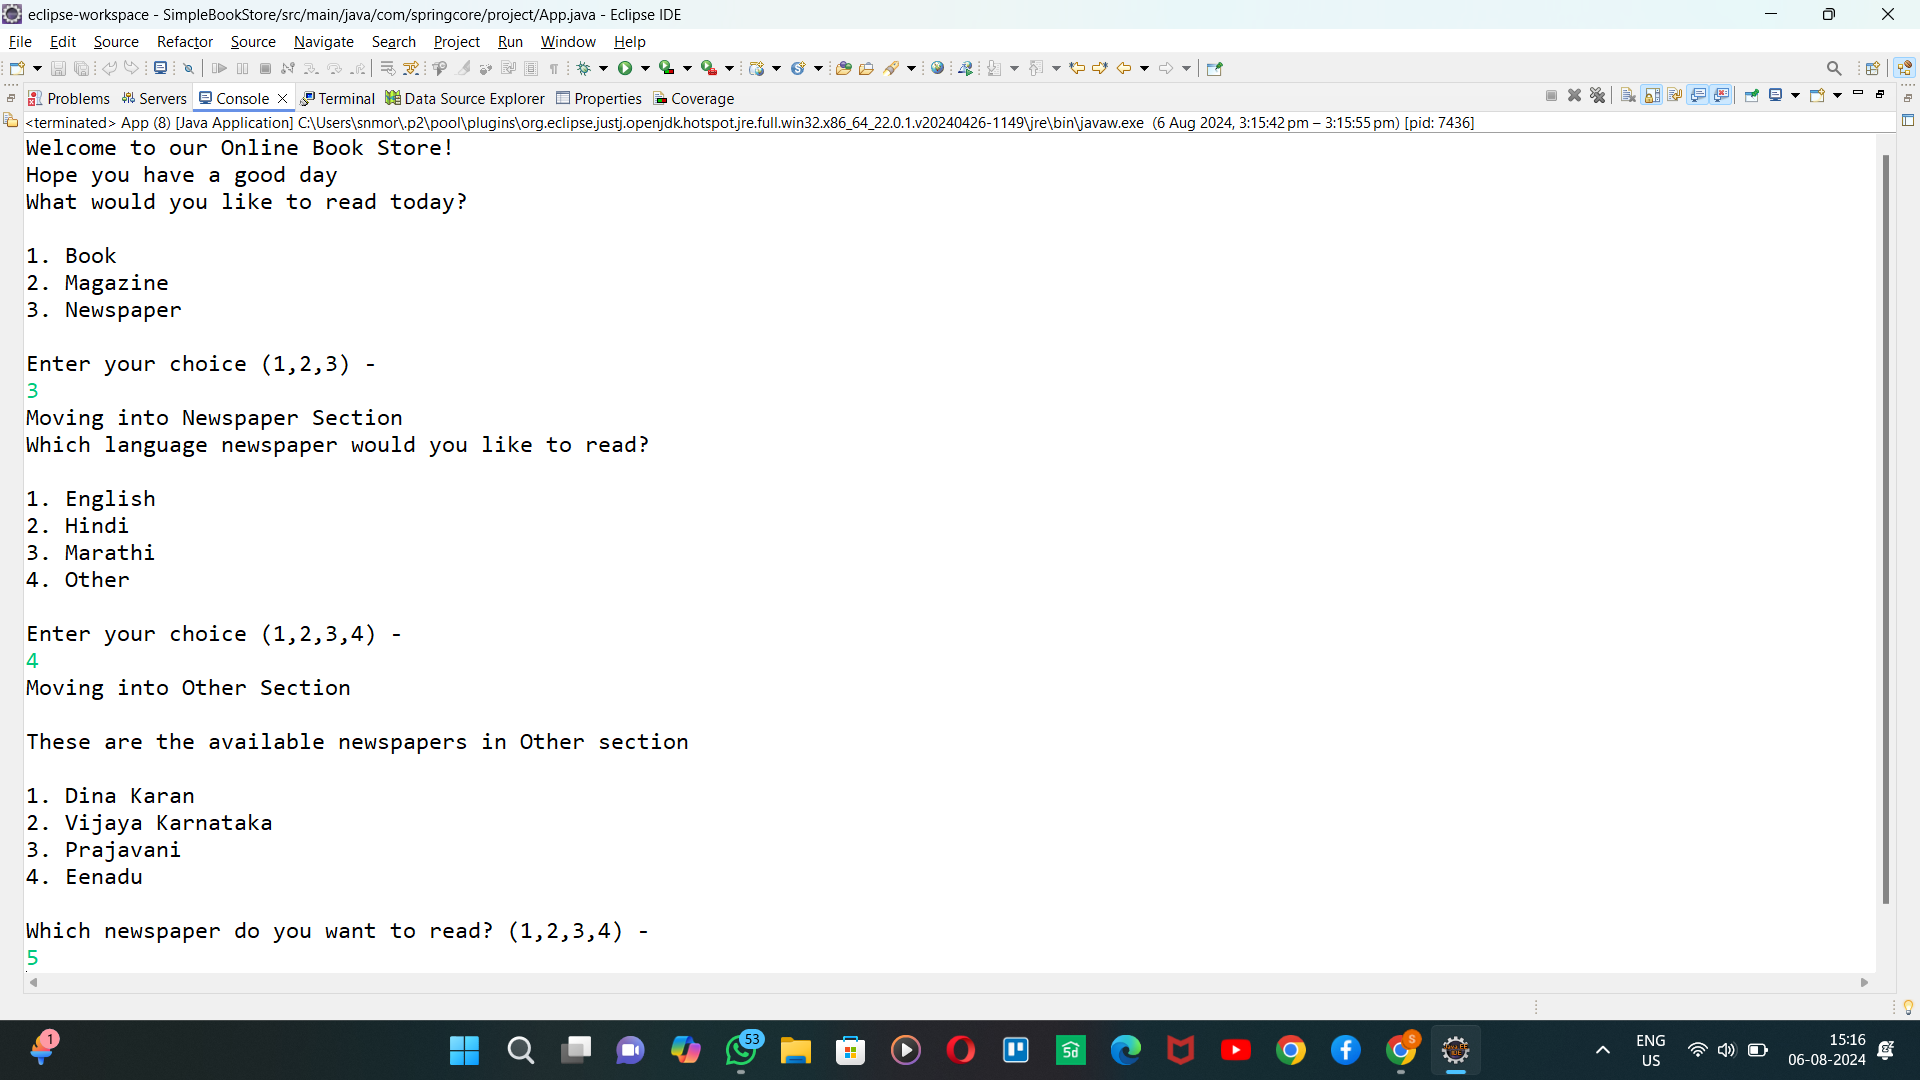 eclipse-workspace - SimpleBookStore/src/main/java/com/springcore/project/App.java - Eclipse IDE
File Edit Source Refactor Source Navigate Search Project Run Window Help
Problems Servers Console Terminal Data Source Explorer Properties Coverage
<terminated> App (8) [Java Application] C:\Users\snmor\.p2\pool\plugins\org.eclipse.justj.openjdk.hotspot.jre.full.win32.x86_64_22.0.1.v20240426-1149\jre\bin\javaw.exe (6 Aug 2024, 3:15:42 pm – 3:15:55 pm) [pid: 7436]
Welcome to our Online Book Store!
Hope you have a good day
What would you like to read today?
1. Book
2. Magazine
3. Newspaper
Enter your choice (1,2,3) -
3
Moving into Newspaper Section
Which language newspaper would you like to read?
1. English
2. Hindi
3. Marathi
4. Other
Enter your choice (1,2,3,4) -
4
Moving into Other Section
These are the available newspapers in Other section
1. Dina Karan
2. Vijaya Karnataka
3. Prajavani
4. Eenadu
Which newspaper do you want to read? (1,2,3,4) -
5
1
53
S
ENG
US
15:16
06-08-2024